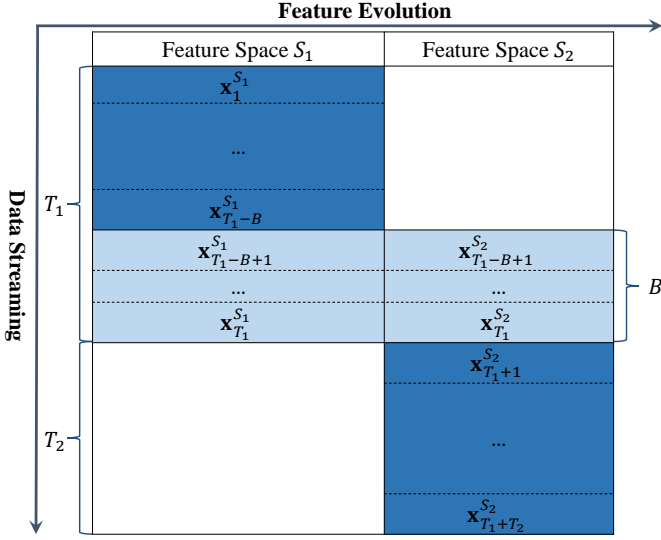 Feature Evolution
Feature Space S₁ Feature Space S₂
𝐱₁^{S₁}
...
T₁
Data Streaming
𝐱_{T₁−B}^{S₁}
𝐱_{T₁−B+1}^{S₁} 𝐱_{T₁−B+1}^{S₂}
... ... B
𝐱_{T₁}^{S₁} 𝐱_{T₁}^{S₂}
𝐱_{T₁+1}^{S₂}
T₂ ...
𝐱_{T₁+T₂}^{S₂}